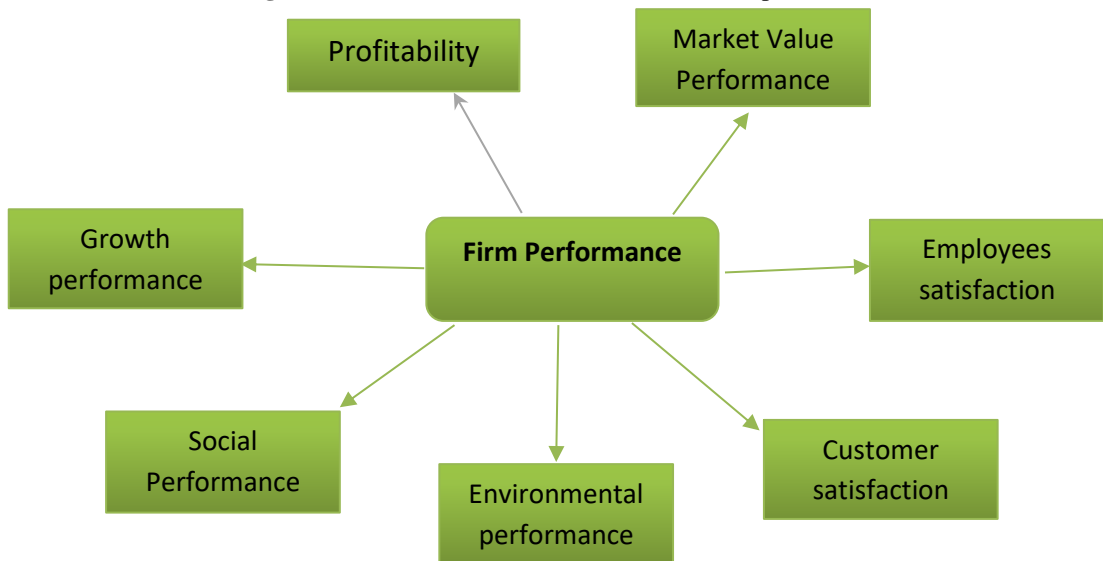 Profitability
Market Value
Performance
Growth
performance
Firm Performance
Employees
satisfaction
Social
Performance
Environmental
performance
Customer
satisfaction